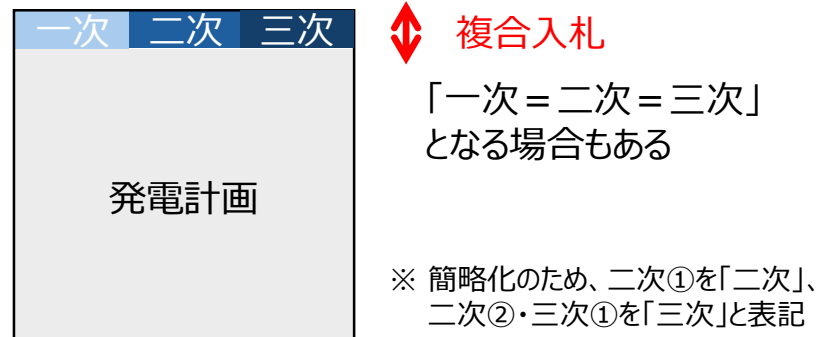 一次 二次 三次
複合入札
「一次=二次=三次」
となる場合もある
発電計画
※ 簡略化のため、二次①を「二次」、
二次②・三次①を「三次」と表記